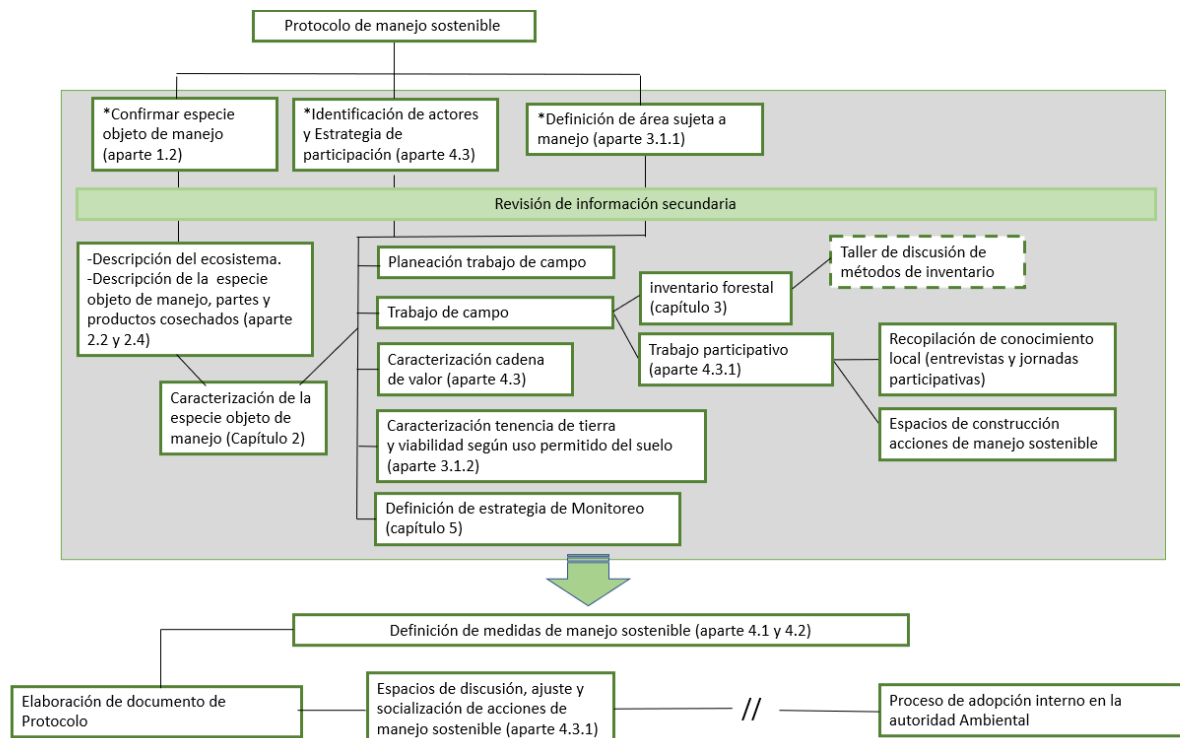 Protocolo de manejo sostenible
*Confirmar especie
objeto de manejo
(aparte 1.2)
*Identificación de actores
y Estrategia de
participación (aparte 4.3)
*Definición de área sujeta a
manejo (aparte 3.1.1)
Revisión de información secundaria
-Descripción del ecosistema.
-Descripción de la especie
objeto de manejo, partes y
productos cosechados (aparte
2.2 y 2.4)
Caracterización de la
especie objeto de
manejo (Capítulo 2)
Planeación trabajo de campo
Trabajo de campo
Caracterización cadena
de valor (aparte 4.3)
Caracterización tenencia de tierra
y viabilidad según uso permitido del suelo
(aparte 3.1.2)
Definición de estrategia de Monitoreo
(capítulo 5)
inventario forestal
(capítulo 3)
Trabajo participativo
(aparte 4.3.1)
Taller de discusión de
métodos de inventario
Recopilación de conocimiento
local (entrevistas y jornadas
participativas)
Espacios de construcción
acciones de manejo sostenible
Definición de medidas de manejo sostenible (aparte 4.1 y 4.2)
Elaboración de documento de
Protocolo
Espacios de discusión, ajuste y
socialización de acciones de
manejo sostenible (aparte 4.3.1)
//
Proceso de adopción interno en la
autoridad Ambiental